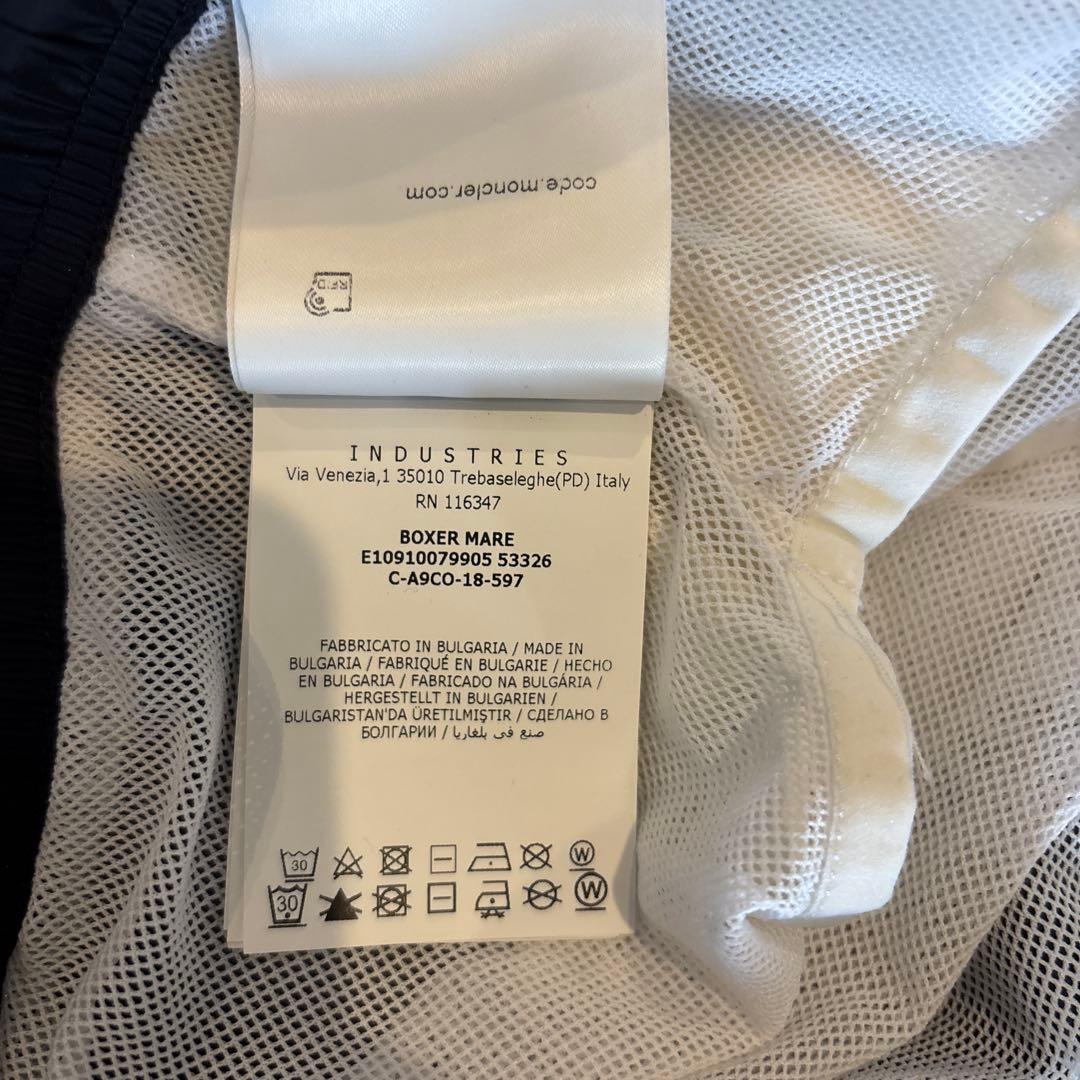 code.moncler.com
RFID
INDUSTRIES
Via Venezia,1 35010 Trebaseleghe(PD) Italy
RN 116347
BOXER MARE
E10910079905 53326
C-A9CO-18-597
FABBRICATO IN BULGARIA / MADE IN
BULGARIA / FABRIQUÉ EN BULGARIE / HECHO
EN BULGARIA / FABRICADO NA BULGÁRIA /
HERGESTELLT IN BULGARIEN /
BULGARISTAN'DA ÜRETILMIŞTIR / СДЕЛАНО В
БОЛГАРИИ / صنع في بلغاريا
30 W
30 W